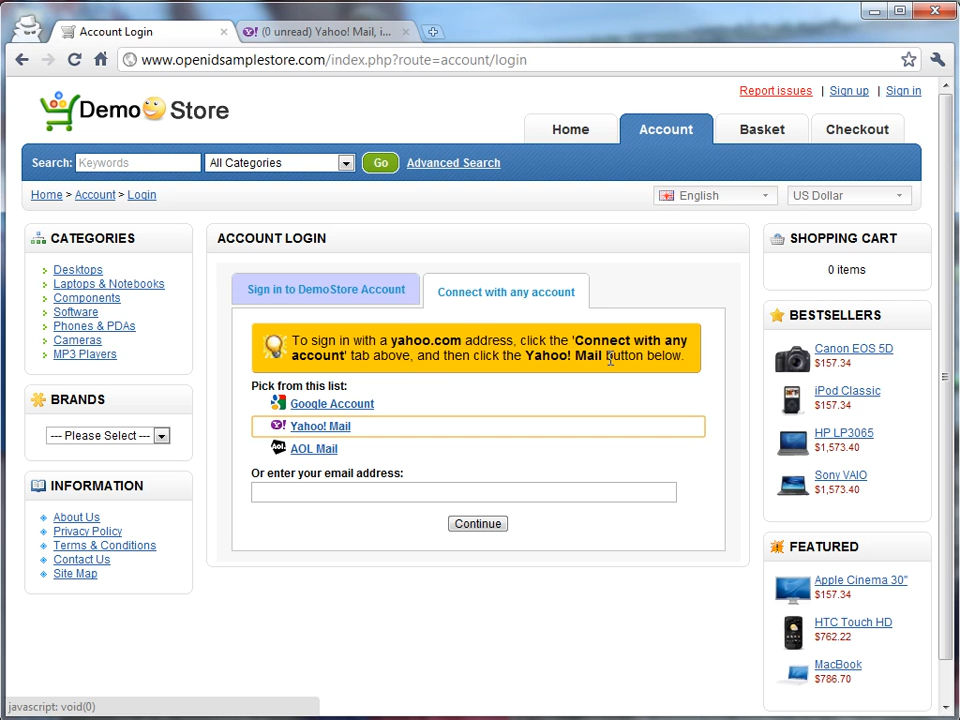 Account Login
(0 unread) Yahoo! Mail, i...
www.openidsamplestore.com/index.php?route=account/login
Demo Store
Report issues | Sign up | Sign in
Home
Account
Basket
Checkout
Search:
Keywords
All Categories
Go
Advanced Search
Home > Account > Login
English
US Dollar
CATEGORIES
Desktops
Laptops & Notebooks
Components
Software
Phones & PDAs
Cameras
MP3 Players
BRANDS
--- Please Select ---
INFORMATION
About Us
Privacy Policy
Terms & Conditions
Contact Us
Site Map
ACCOUNT LOGIN
Sign in to DemoStore Account
Connect with any account
To sign in with a yahoo.com address, click the 'Connect with any
account' tab above, and then click the Yahoo! Mail button below.
Pick from this list:
Google Account
Yahoo! Mail
Aol.
AOL Mail
Or enter your email address:
Continue
SHOPPING CART
0 items
BESTSELLERS
Canon EOS 5D
$157.34
iPod Classic
$157.34
HP LP3065
$1,573.40
Sony VAIO
$1,573.40
FEATURED
Apple Cinema 30"
$157.34
HTC Touch HD
$762.22
MacBook
$786.70
javascript: void(0)